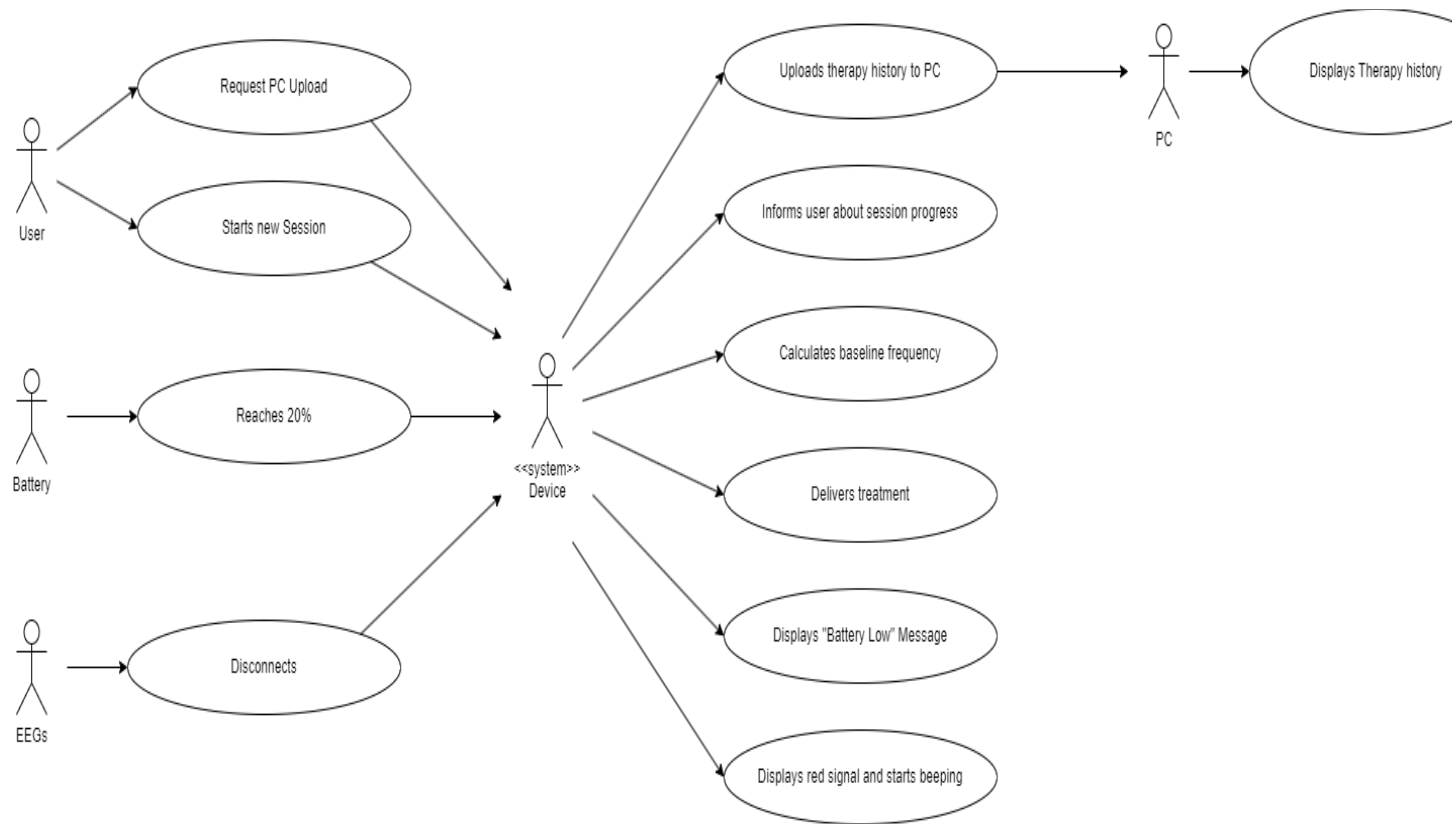 Request PC Upload
Uploads therapy history to PC
Displays Therapy history
PC
User
Starts new Session
Informs user about session progress
Calculates baseline frequency
Reaches 20%
Battery
<<system>>
Device
Delivers treatment
Disconnects
EEGs
Displays "Battery Low" Message
Displays red signal and starts beeping